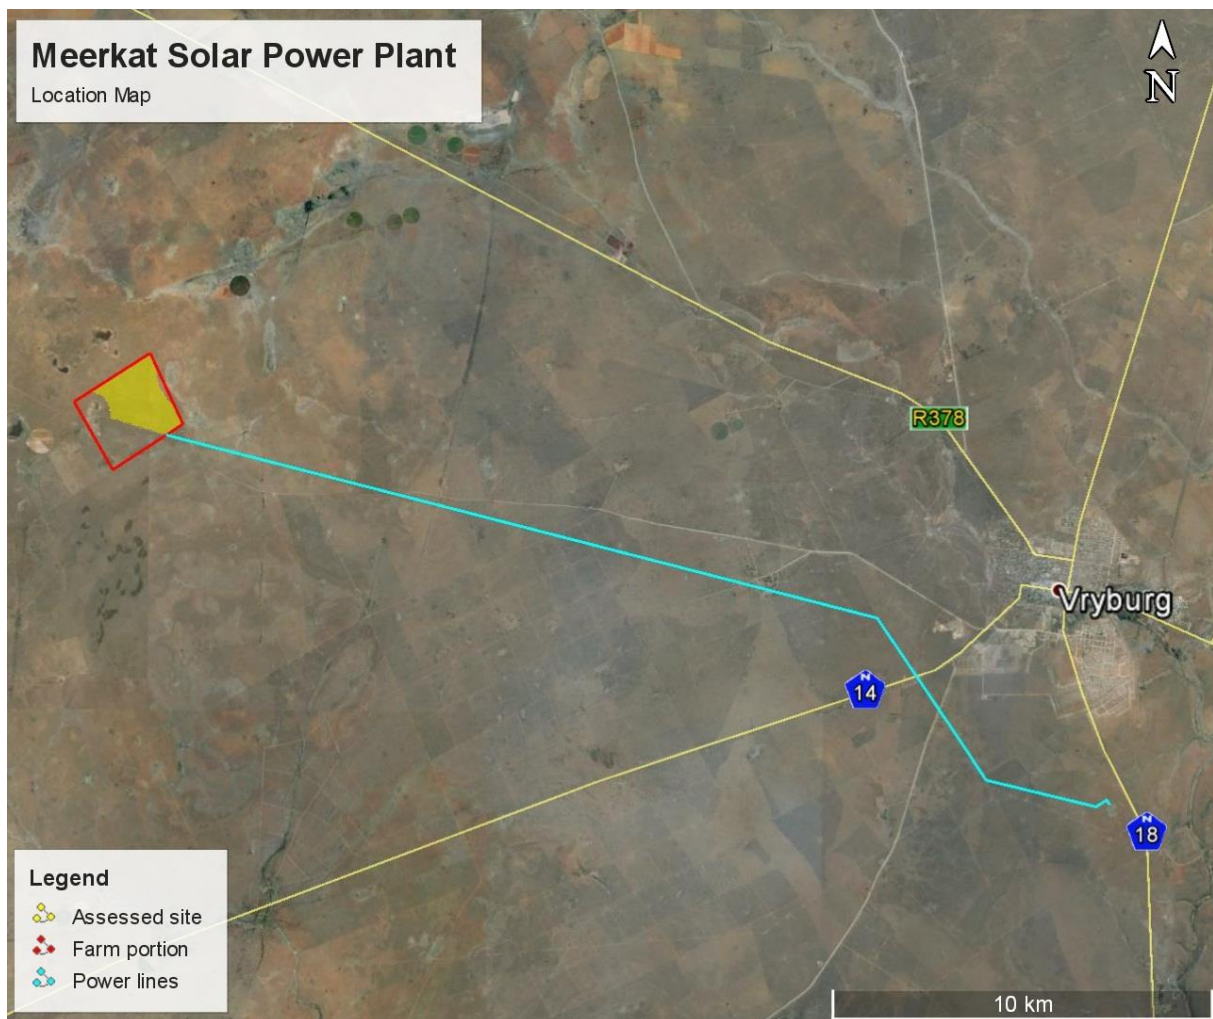 Meerkat Solar Power Plant
Location Map
N
R378
Vryburg
N
14
N
18
Legend
Assessed site
Farm portion
Power lines
10 km